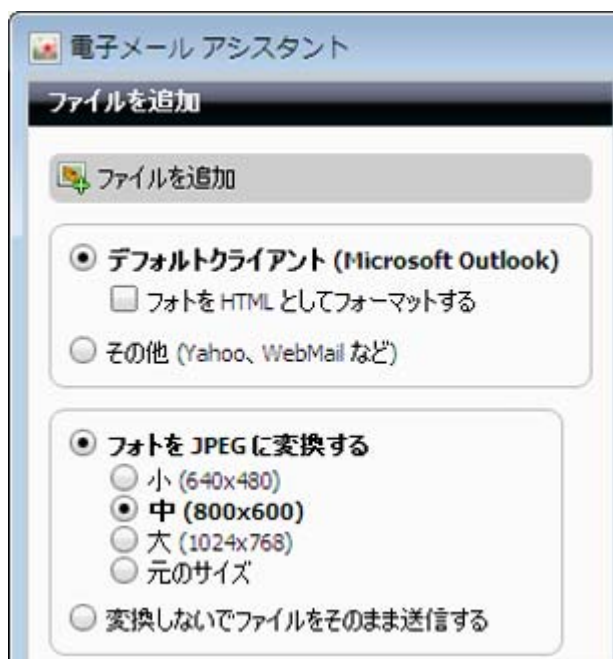 電子メール アシスタント
ファイルを追加
ファイルを追加
デフォルトクライアント (Microsoft Outlook)
フォトを HTML としてフォーマットする
その他 (Yahoo、WebMail など)
フォトを JPEG に変換する
小 (640x480)
中 (800x600)
大 (1024x768)
元のサイズ
変換しないでファイルをそのまま送信する